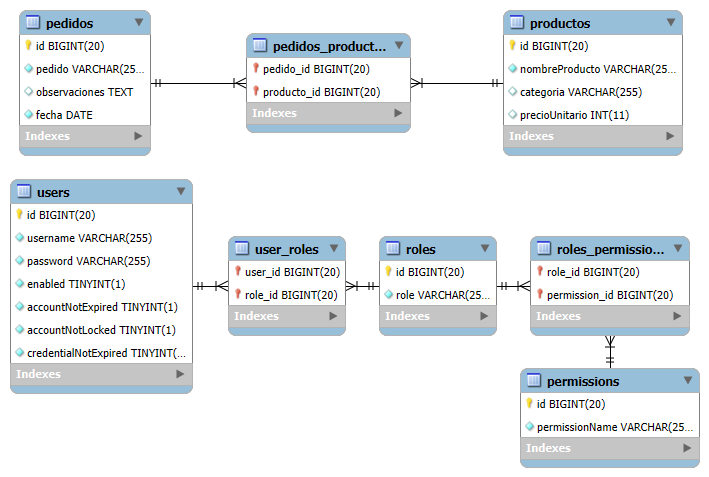 pedidos
id BIGINT(20)
pedido VARCHAR(25...
observaciones TEXT
fecha DATE
Indexes
pedidos_product...
pedido_id BIGINT(20)
producto_id BIGINT(20)
Indexes
productos
id BIGINT(20)
nombreProducto VARCHAR(25...
categoria VARCHAR(255)
precioUnitario INT(11)
Indexes
users
id BIGINT(20)
username VARCHAR(255)
password VARCHAR(255)
enabled TINYINT(1)
accountNotExpired TINYINT(1)
accountNotLocked TINYINT(1)
credentialNotExpired TINYINT(...
Indexes
user_roles
user_id BIGINT(20)
role_id BIGINT(20)
Indexes
roles
id BIGINT(20)
role VARCHAR(25...
Indexes
roles_permissio...
role_id BIGINT(20)
permission_id BIGINT(20)
Indexes
permissions
id BIGINT(20)
permissionName VARCHAR(25...
Indexes